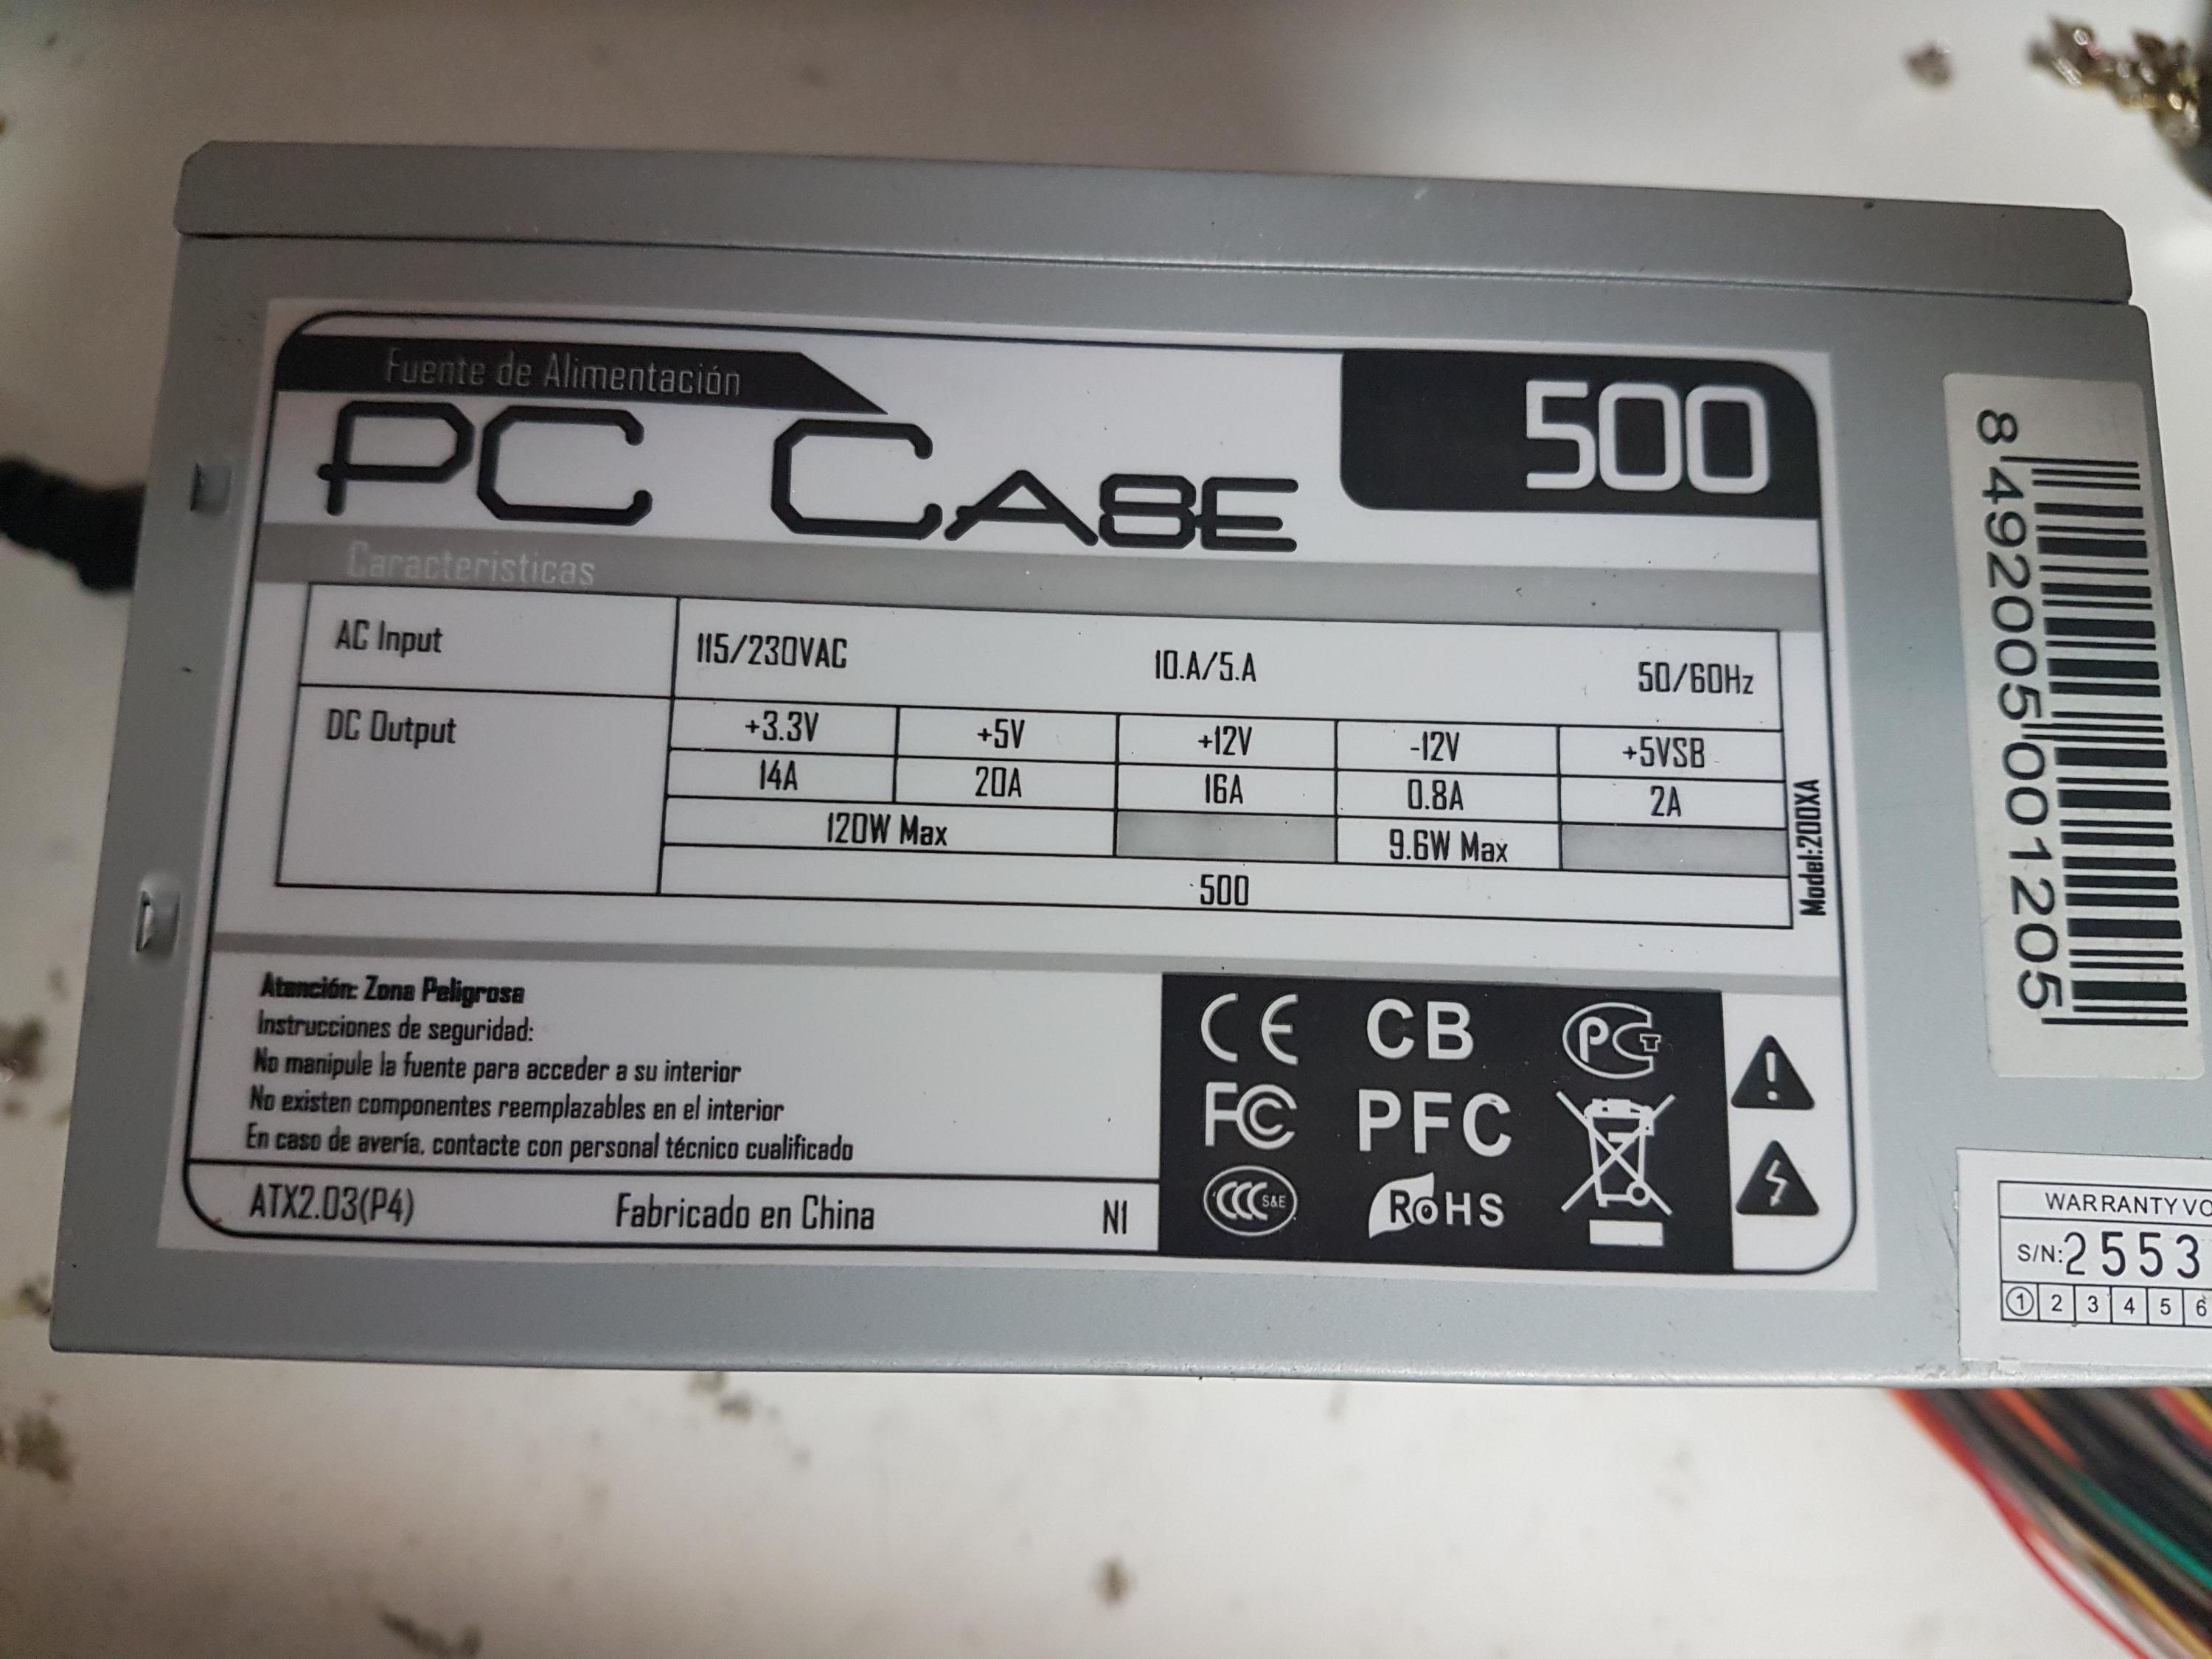 Fuente de Alimentación
PC CASE
500
Características
AC Input 115/230VAC 10.A/5.A 50/60Hz
DC Output +3.3V +5V +12V -12V +5VSB
14A 20A 16A 0.8A 2A
120W Max 9.6W Max
500
Model:200XA
Atención: Zona Peligrosa
Instrucciones de seguridad:
No manipule la fuente para acceder a su interior
No existen componentes reemplazables en el interior
En caso de avería, contacte con personal técnico cualificado
ATX2.03(P4) Fabricado en China N1
CE CB PCT
FC PFC
CCC S&E RoHS
8 492005 001205
WARRANTY VO
S/N:2553
1 2 3 4 5 6